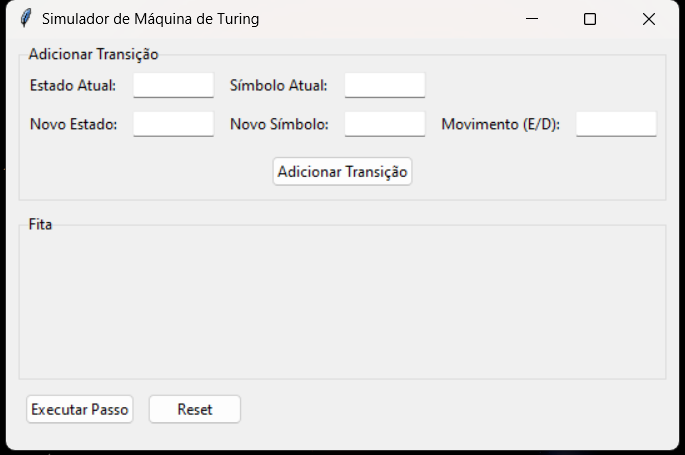 Simulador de Máquina de Turing
Adicionar Transição
Estado Atual: Símbolo Atual:
Novo Estado: Novo Símbolo: Movimento (E/D):
Adicionar Transição
Fita
Executar Passo Reset